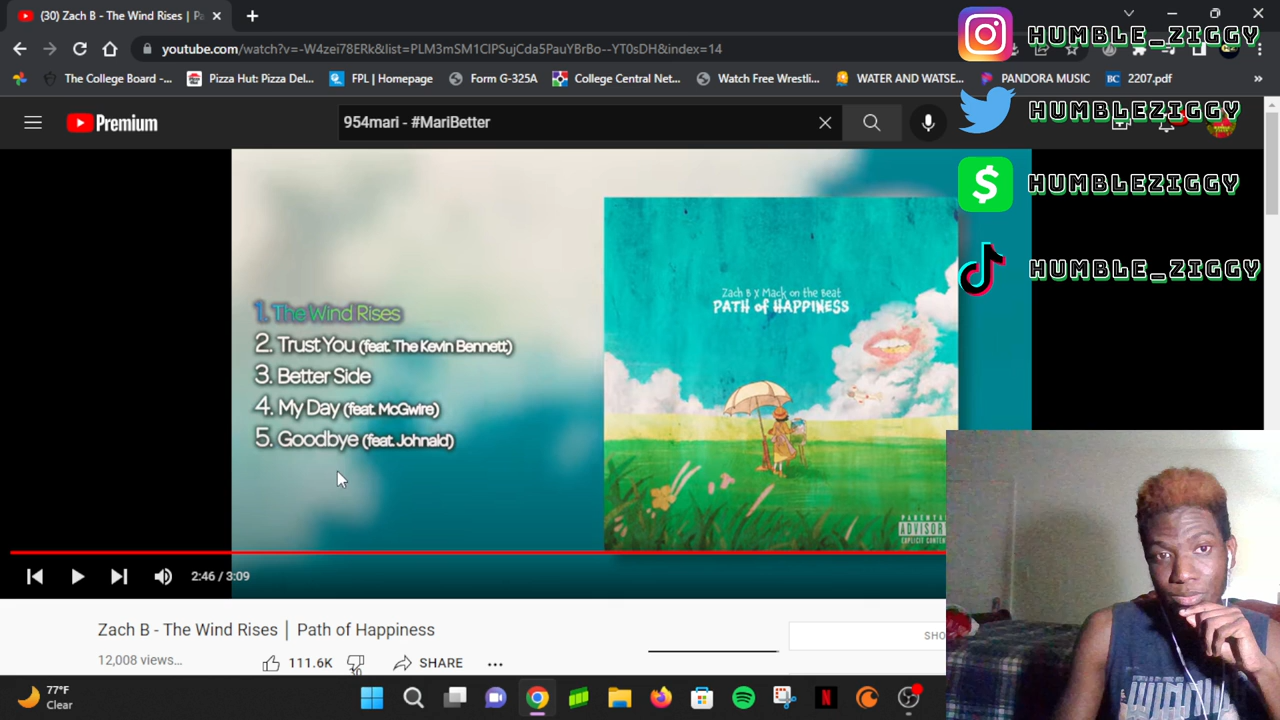 (30) Zach B - The Wind Rises | Pa
youtube.com/watch?v=-W4zei78ERk&list=PLM3mSM1ClPSujCda5PauYBrBo--YT0sDH&index=14
HUMBLE_ZIGGY
The College Board -...
Pizza Hut: Pizza Del...
FPL | Homepage
Form G-325A
College Central Net...
Watch Free Wrestli...
WATER AND WATSE...
PANDORA MUSIC
BC 2207.pdf
»
Premium
954mari - #MariBetter
HUMBLEZIGGY
HUMBLEZIGGY
HUMBLE_ZIGGY
1. The Wind Rises
2. Trust You (feat. The Kevin Bennett)
3. Better Side
4. My Day (feat. McGwire)
5. Goodbye (feat. Johnald)
Zach B x Mack on the Beat
PATH of HAPPINESS
PARENTAL
ADVISOR
EXPLICIT CONTENT
2:46 / 3:09
Zach B - The Wind Rises | Path of Happiness
12,008 views...
111.6K
SHARE
...
SHO
77°F
Clear